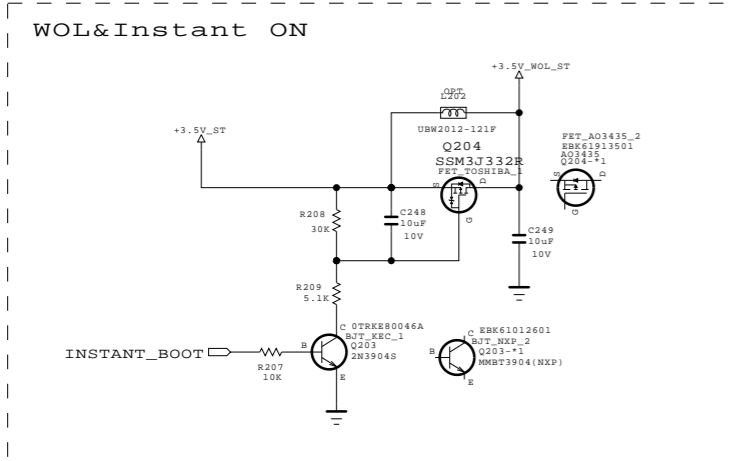 WOL&Instant ON
+3.5V_WOL_ST
OPT
L202
UBW2012-121F
+3.5V_ST
Q204
SSM3J332R
FET_TOSHIBA_1
S
D
G
FET_AO3435_2
EBK61913501
AO3435
Q204-*1
S
D
G
R208
30K
C248
10uF
10V
C249
10uF
10V
R209
5.1K
C
0TRKE80046A
BJT_KEC_1
Q203
2N3904S
B
E
INSTANT_BOOT
R207
10K
EBK61012601
C
BJT_NXP_2
Q203-*1
MMBT3904(NXP)
B
E